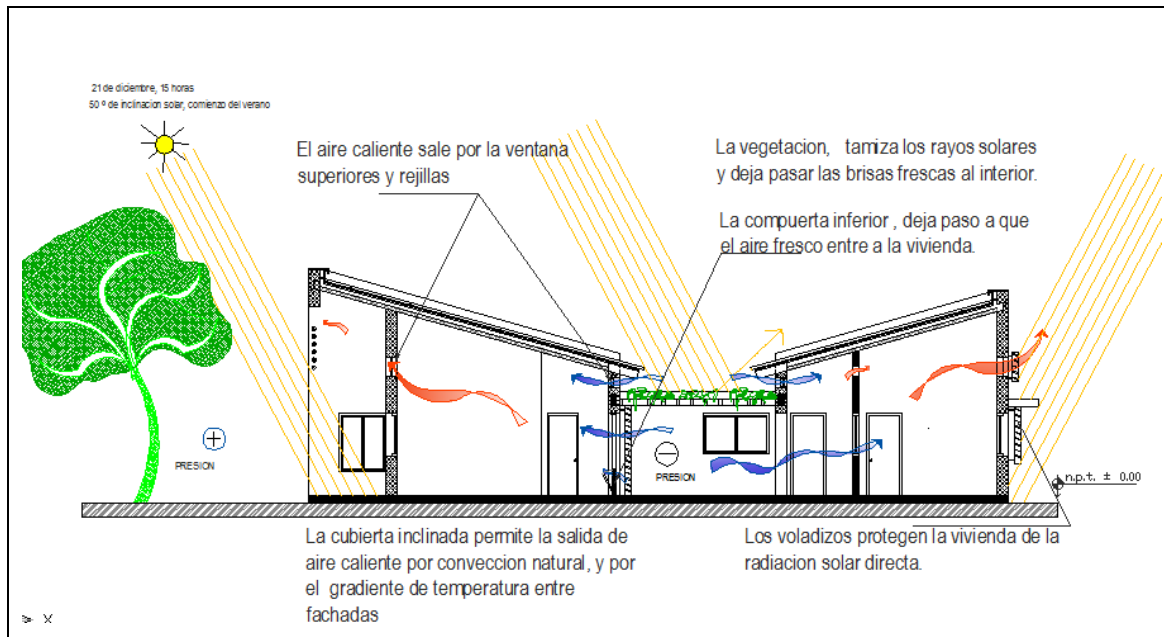 21 de diciembre, 15 horas
50 º de inclinacion solar, comienzo del verano
El aire caliente sale por la ventana
superiores y rejillas
La vegetacion, tamiza los rayos solares
y deja pasar las brisas frescas al interior.
La compuerta inferior , deja paso a que
el aire fresco entre a la vivienda.
PRESION
PRESION
n.p.t. ± 0.00
La cubierta inclinada permite la salida de
aire caliente por conveccion natural, y por
el gradiente de temperatura entre
fachadas
Los voladizos protegen la vivienda de la
radiacion solar directa.
X